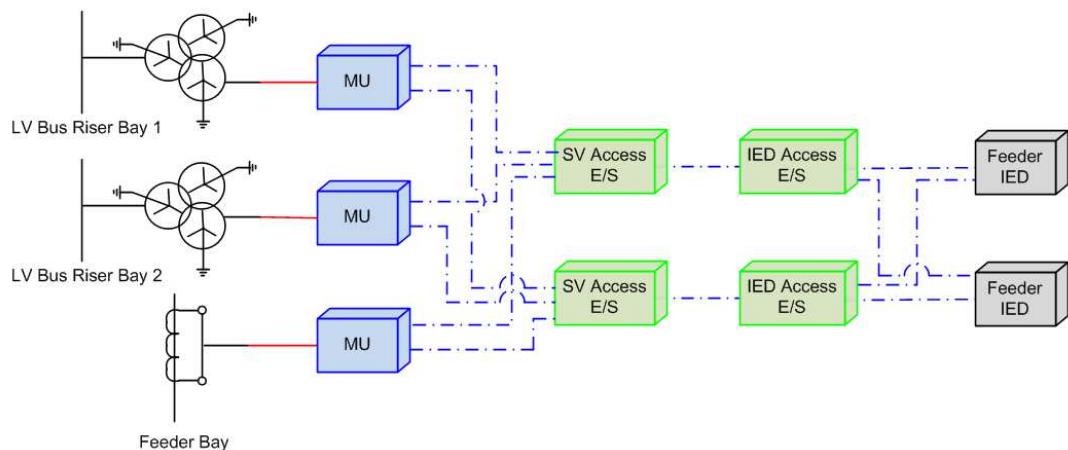 MU
LV Bus Riser Bay 1
SV Access
E/S
IED Access
E/S
Feeder
IED
MU
LV Bus Riser Bay 2
SV Access
E/S
IED Access
E/S
Feeder
IED
MU
Feeder Bay